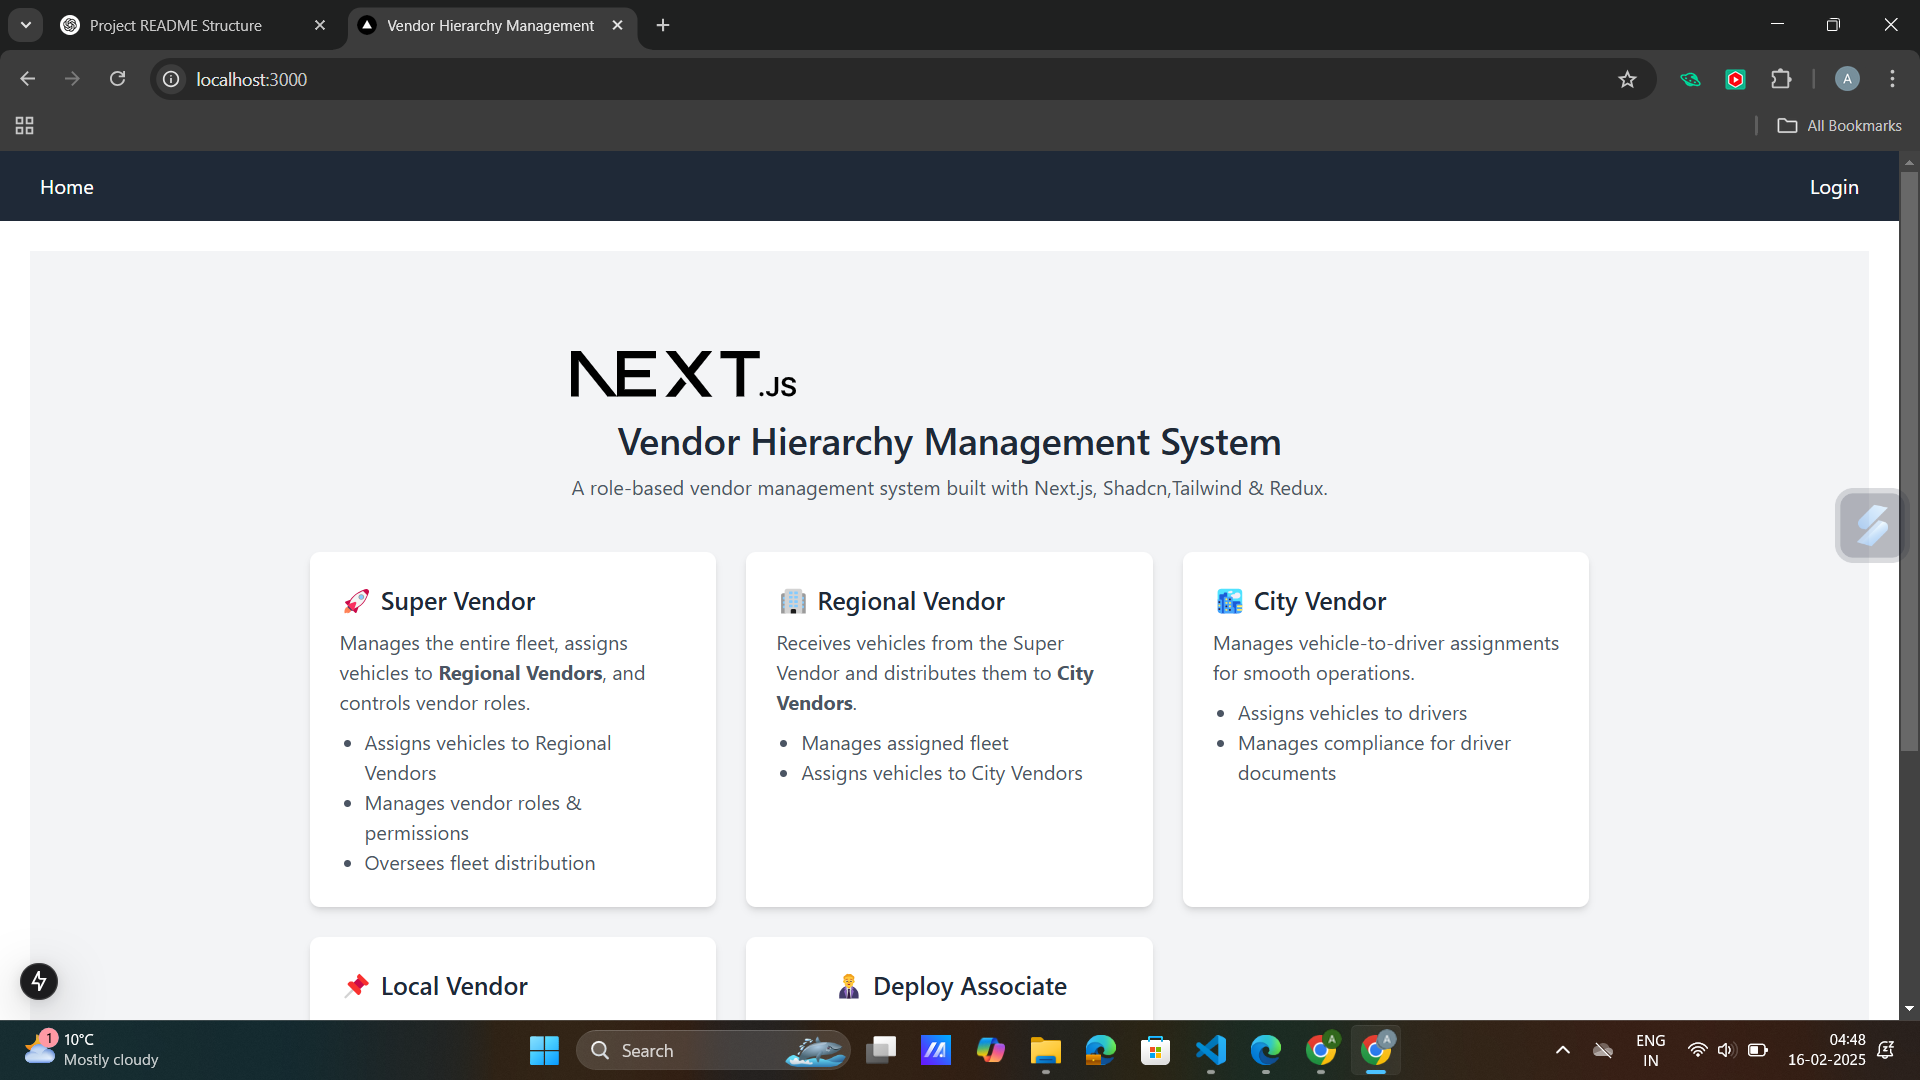 Project README Structure
Vendor Hierarchy Management
localhost:3000
A
All Bookmarks
Home
Login
NEXT.JS
Vendor Hierarchy Management System
A role-based vendor management system built with Next.js, Shadcn,Tailwind & Redux.
🚀 Super Vendor
Manages the entire fleet, assigns
vehicles to Regional Vendors, and
controls vendor roles.
• Assigns vehicles to Regional
Vendors
• Manages vendor roles &
permissions
• Oversees fleet distribution
🏢 Regional Vendor
Receives vehicles from the Super
Vendor and distributes them to City
Vendors.
• Manages assigned fleet
• Assigns vehicles to City Vendors
🏙️ City Vendor
Manages vehicle-to-driver assignments
for smooth operations.
• Assigns vehicles to drivers
• Manages compliance for driver
documents
📌 Local Vendor
👨‍💼 Deploy Associate
1
10°C
Mostly cloudy
Search
A
A
ENG
IN
04:48
16-02-2025